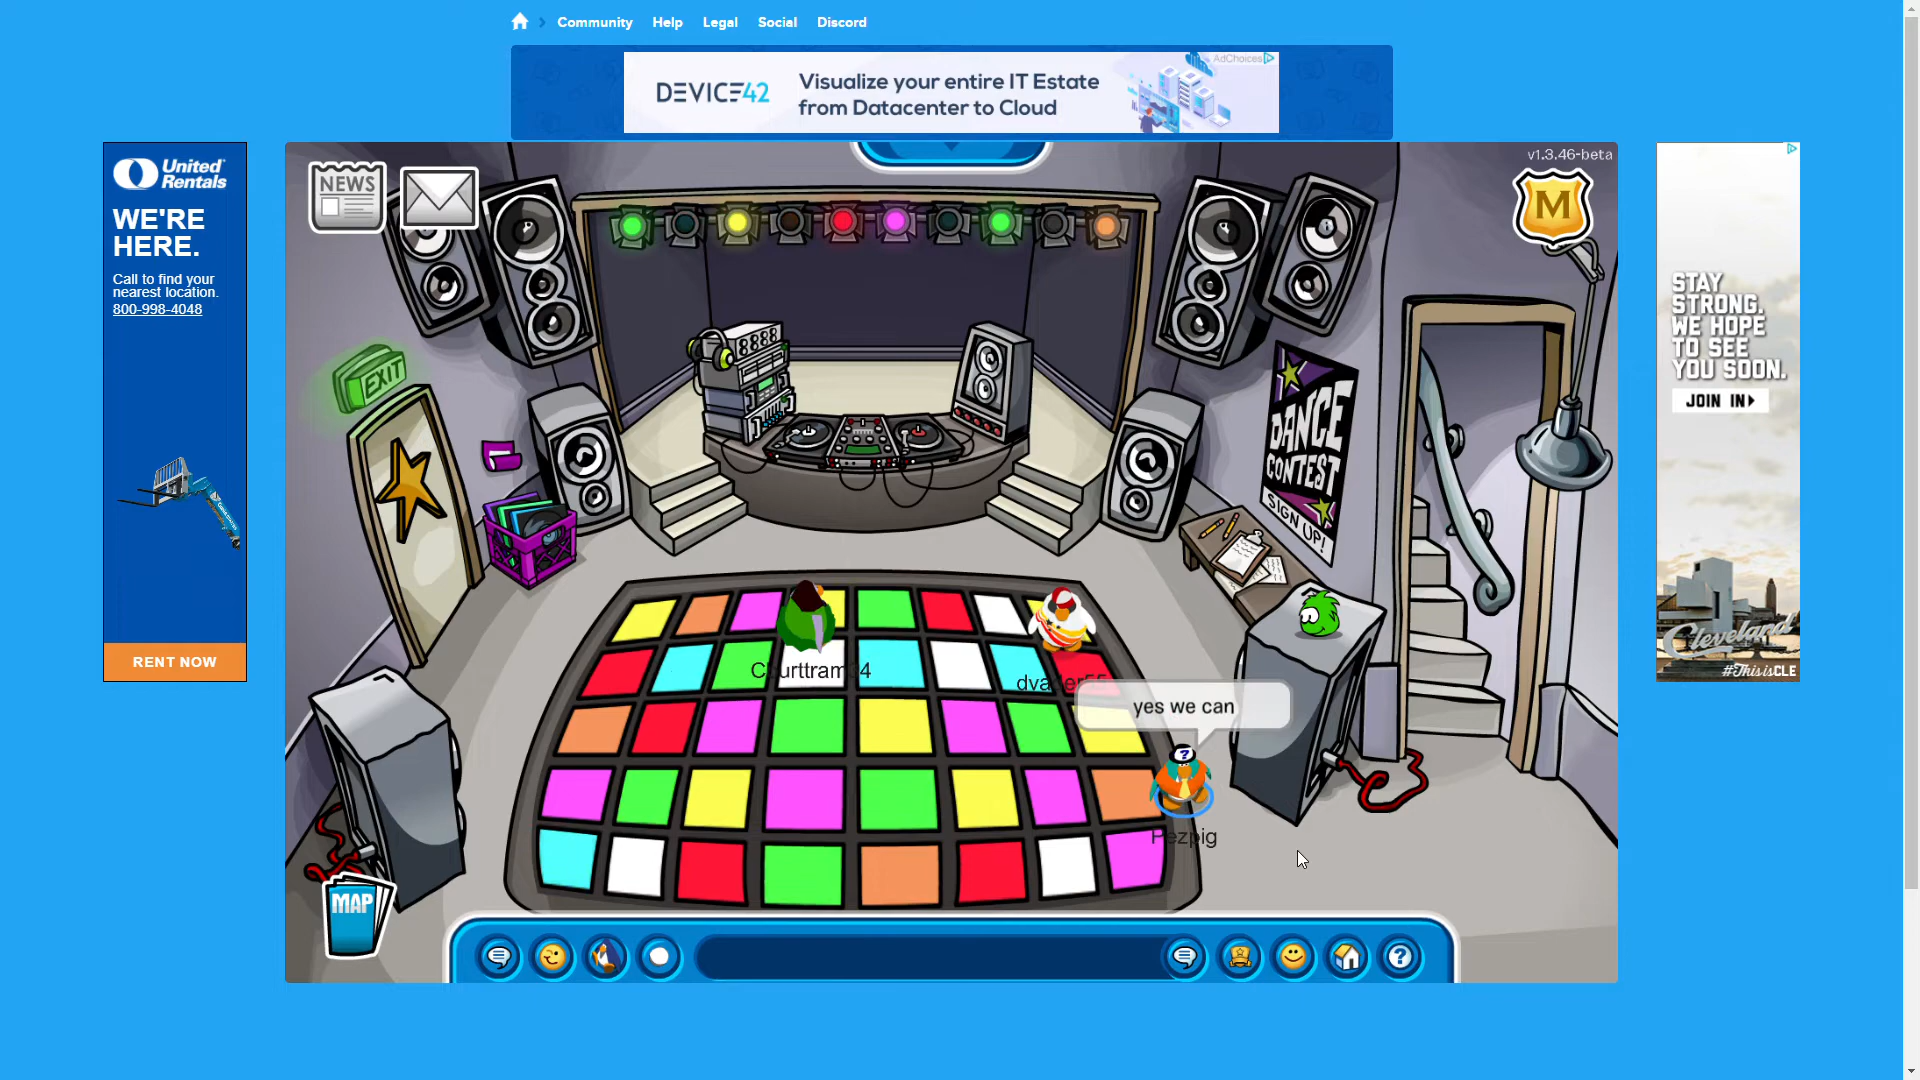 Community Help Legal Social Discord
DEVICE42
Visualize your entire IT Estate
from Datacenter to Cloud
AdChoices
United
Rentals
WE'RE
HERE.
Call to find your
nearest location.
800-998-4048
RENT NOW
NEWS
v1.3.46-beta
M
EXIT
DANCE
CONTEST
SIGN UP!
yes we can
?
Pezpig
MAP
?
STAY
STRONG.
WE HOPE
TO SEE
YOU SOON.
JOIN IN
Cleveland
#ThisisCLE